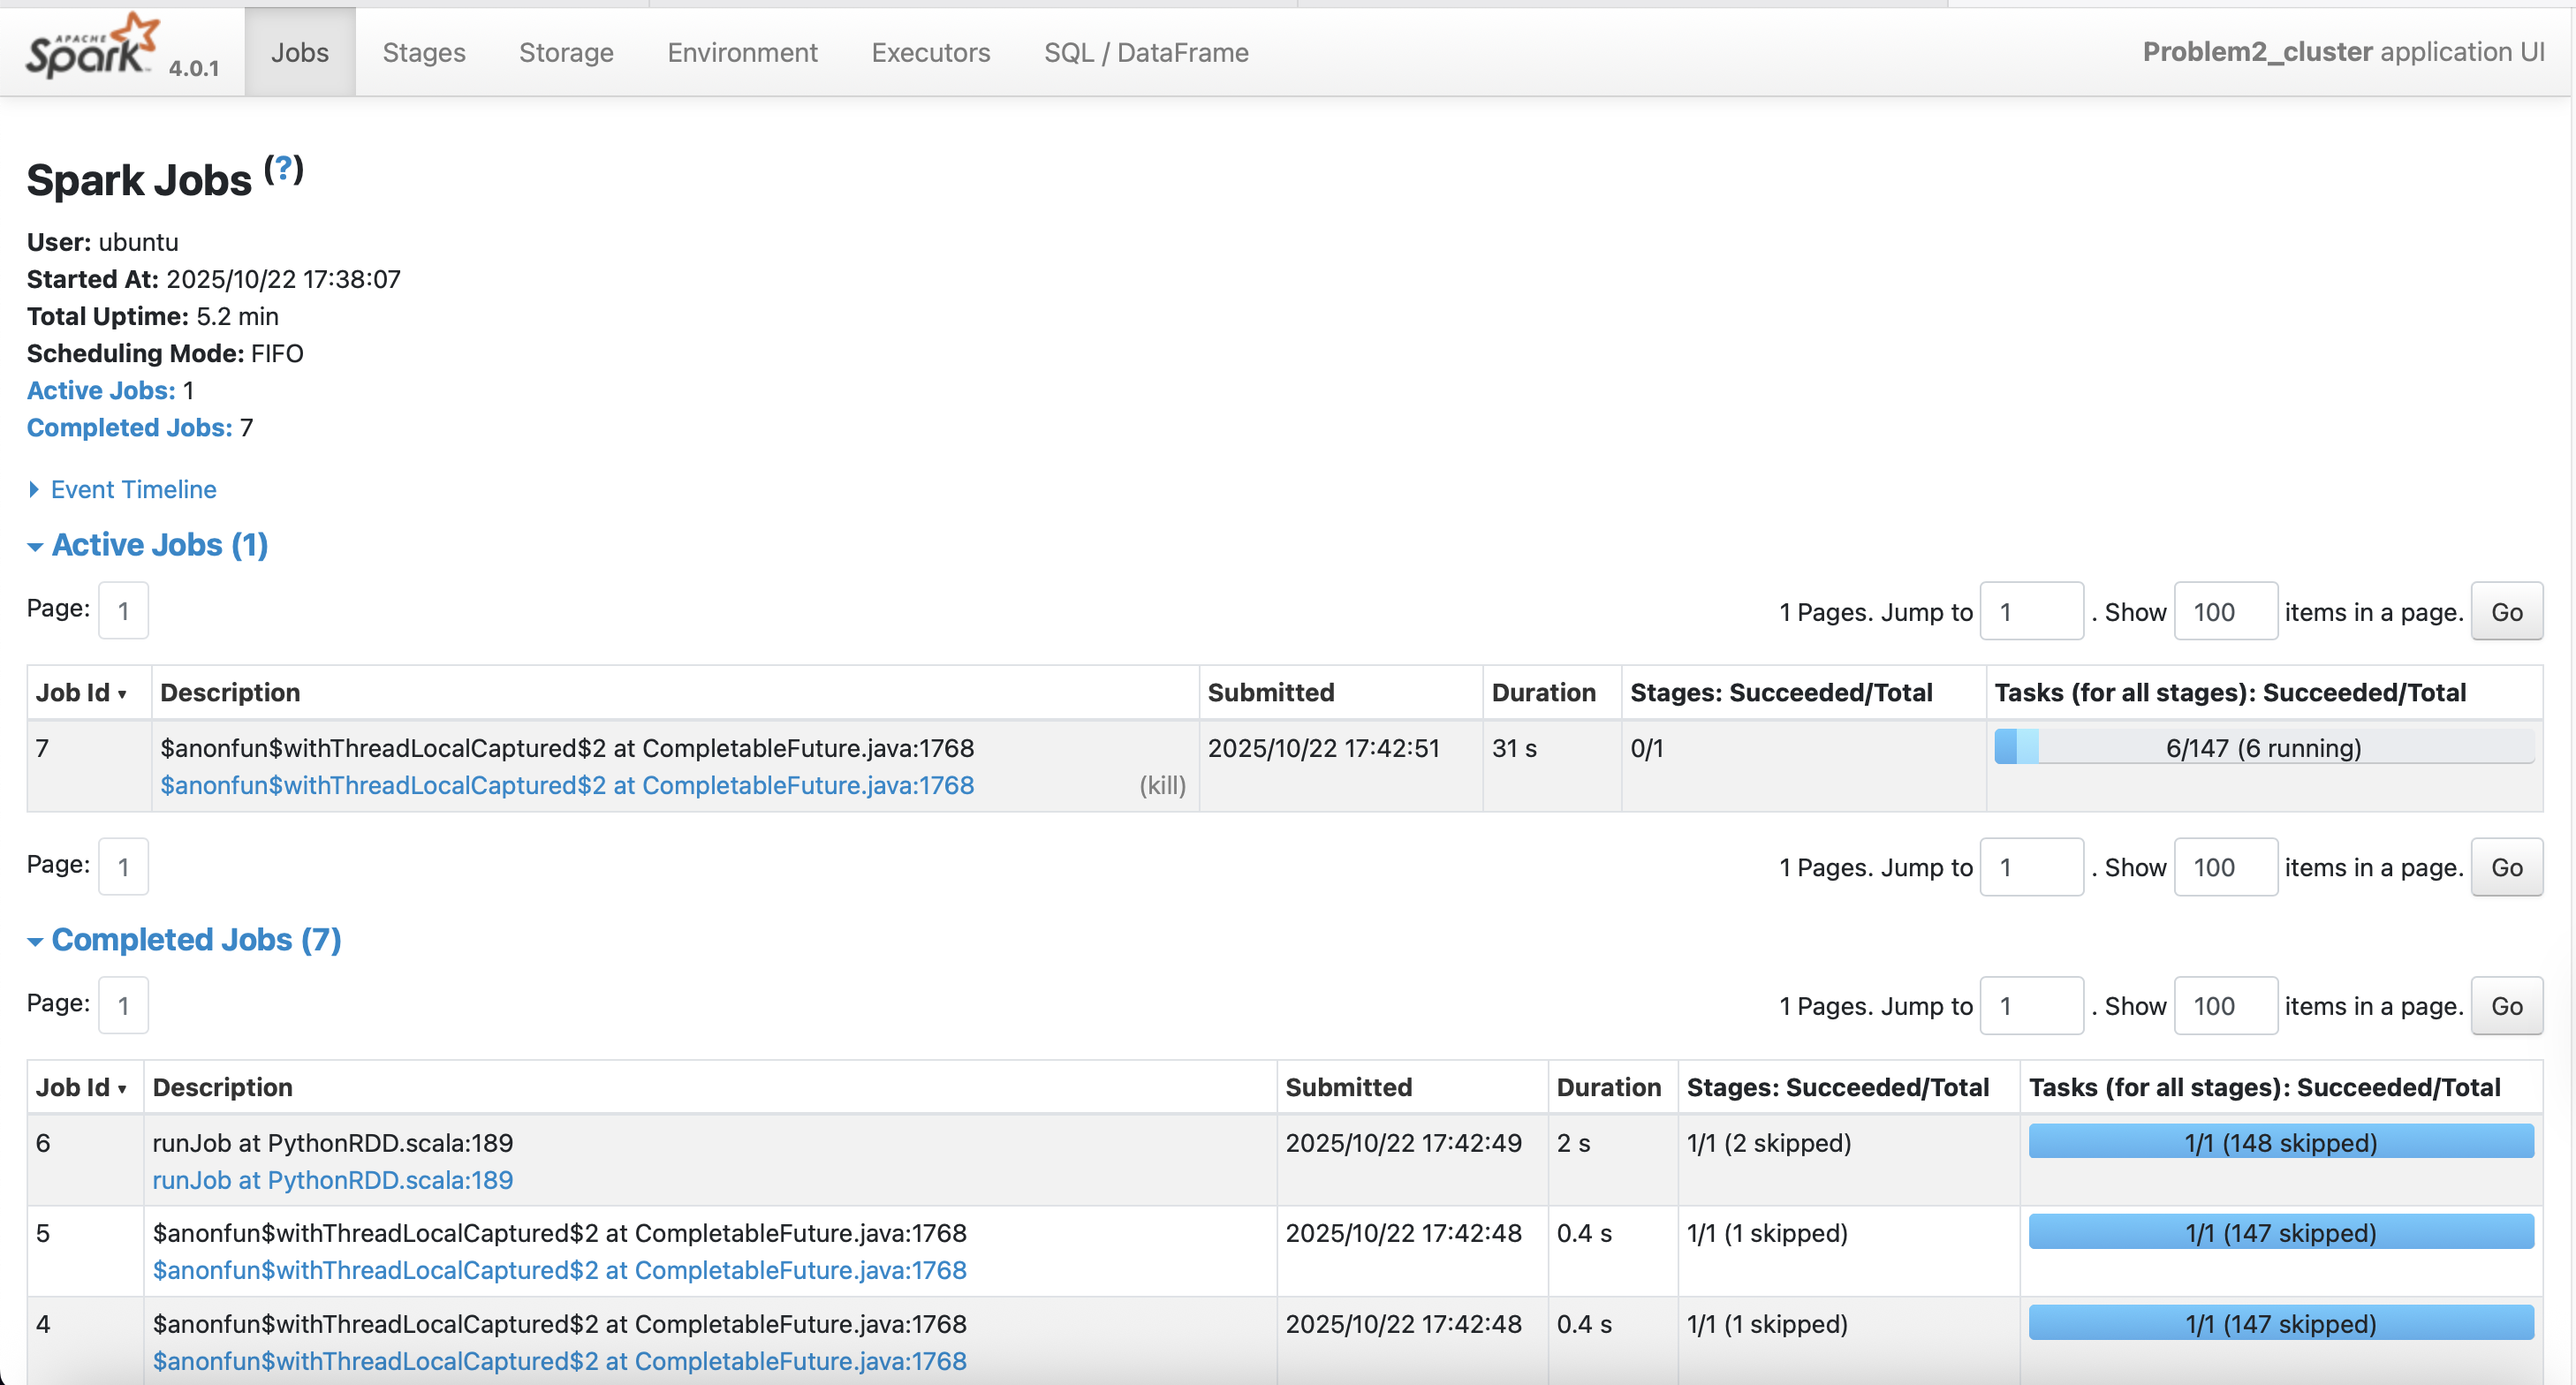 APACHE Spark™ 4.0.1 Jobs Stages Storage Environment Executors SQL / DataFrame Problem2_cluster application UI
Spark Jobs (?)
User: ubuntu
Started At: 2025/10/22 17:38:07
Total Uptime: 5.2 min
Scheduling Mode: FIFO
Active Jobs: 1
Completed Jobs: 7
Event Timeline
Active Jobs (1)
Page: 1 1 Pages. Jump to 1 . Show 100 items in a page. Go
Job Id ▾ Description Submitted Duration Stages: Succeeded/Total Tasks (for all stages): Succeeded/Total
7 $anonfun$withThreadLocalCaptured$2 at CompletableFuture.java:1768 2025/10/22 17:42:51 31 s 0/1 6/147 (6 running)
$anonfun$withThreadLocalCaptured$2 at CompletableFuture.java:1768 (kill)
Page: 1 1 Pages. Jump to 1 . Show 100 items in a page. Go
Completed Jobs (7)
Page: 1 1 Pages. Jump to 1 . Show 100 items in a page. Go
Job Id ▾ Description Submitted Duration Stages: Succeeded/Total Tasks (for all stages): Succeeded/Total
6 runJob at PythonRDD.scala:189 2025/10/22 17:42:49 2 s 1/1 (2 skipped) 1/1 (148 skipped)
runJob at PythonRDD.scala:189
5 $anonfun$withThreadLocalCaptured$2 at CompletableFuture.java:1768 2025/10/22 17:42:48 0.4 s 1/1 (1 skipped) 1/1 (147 skipped)
$anonfun$withThreadLocalCaptured$2 at CompletableFuture.java:1768
4 $anonfun$withThreadLocalCaptured$2 at CompletableFuture.java:1768 2025/10/22 17:42:48 0.4 s 1/1 (1 skipped) 1/1 (147 skipped)
$anonfun$withThreadLocalCaptured$2 at CompletableFuture.java:1768